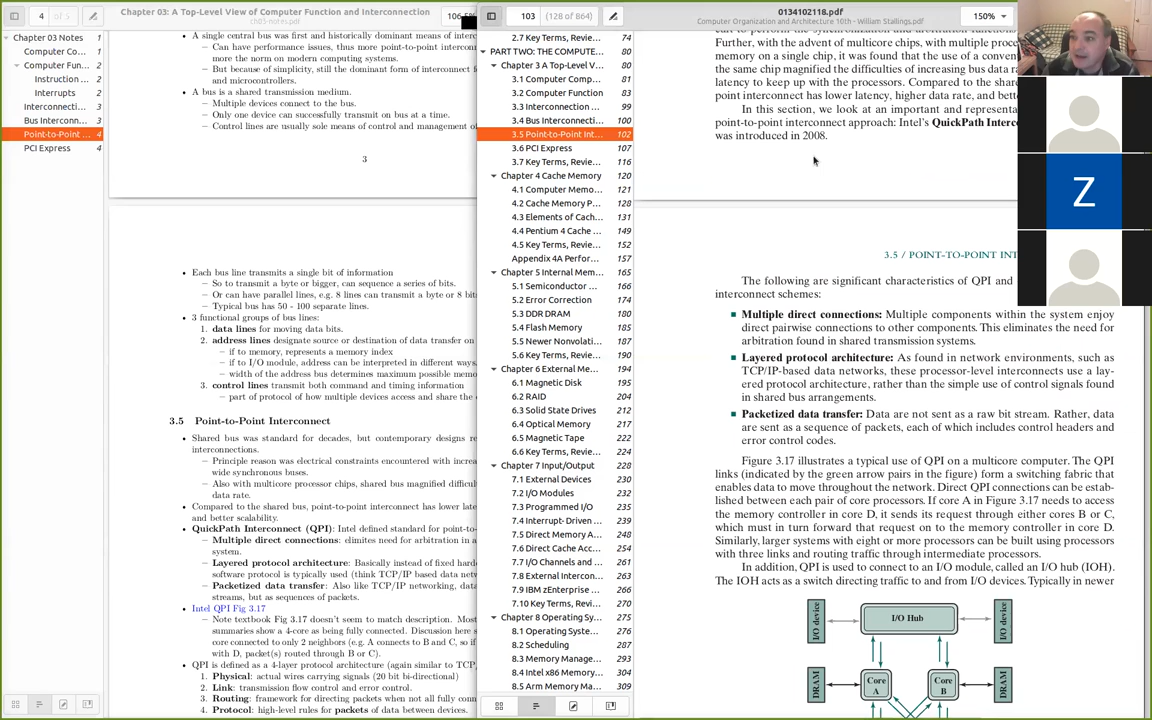 4
Chapter 03: A Top-Level View of Computer Function and Interconnection
ch03-notes.pdf
106.
103 (128 of 864)
0134102118.pdf
Computer Organization and Architecture 10th - William Stallings.pdf
150%
Chapter 03 Notes 1
Computer Co... 1
Computer Fun... 2
Instruction ... 2
Interrupts 2
Interconnecti... 3
Bus Interconn... 3
Point-to-Point ... 4
PCI Express 4
• A single central bus was first and historically dominant means of interc
– Can have performance issues, thus more point-to-point intercon
more the norm on modern computing systems.
– But because of simplicity, still the dominant form of interconnect f
and microcontrollers.
• A bus is a shared transmission medium.
– Multiple devices connect to the bus.
– Only one device can successfully transmit on bus at a time.
– Control lines are usually sole means of control and management of
3
• Each bus line transmits a single bit of information
– So to transmit a byte or bigger, can sequence a series of bits.
– Or can have parallel lines, e.g. 8 lines can transmit a byte or 8 bit
– Typical bus has 50 - 100 separate lines.
• 3 functional groups of bus lines:
1. data lines for moving data bits.
2. address lines designate source or destination of data transfer on
– if to memory, represents a memory index
– if to I/O module, address can be interpreted in different ways.
– width of the address bus determines maximum possible memo
3. control lines transmit both command and timing information
– part of protocol of how multiple devices access and share the
3.5 Point-to-Point Interconnect
• Shared bus was standard for decades, but contemporary designs re
interconnections.
– Principle reason was electrical constraints encountered with increa
wide synchronous buses.
– Also with multicore processor chips, shared bus magnified difficul
data rate.
• Compared to the shared bus, point-to-point interconnect has lower late
and better scalability.
• QuickPath Interconnect (QPI): Intel defined standard for point-to-
– Multiple direct connections: elimites need for arbitration in a
system.
– Layered protocol architecture: Basically instead of fixed hard
software protocol is typically used (think TCP/IP based data netw
– Packetized data transfer: Also like TCP/IP networking, data
streams, but as sequences of packets.
• Intel QPI Fig 3.17
– Note textbook Fig 3.17 doesn't seem to match description. Most
summaries show a 4-core as being fully connected. Discussion here s
core connected to only 2 neighbors (e.g. A connects to B and C, so if
with D, packet(s) routed through B or C).
• QPI is defined as a 4-layer protocol architecture (again similar to TCP
1. Physical: actual wires carrying signals (20 bit bi-directional)
2. Link: transmission flow control and error control.
3. Routing: framework for directing packets when not all fully conn
4. Protocol: high-level rules for packets of data between devices.
2.7 Key Terms, Revie... 74
PART TWO: THE COMPUTE... 80
Chapter 3 A Top-Level V... 80
3.1 Computer Comp... 81
3.2 Computer Function 83
3.3 Interconnection ... 99
3.4 Bus Interconnecti... 100
3.5 Point-to-Point Int... 102
3.6 PCI Express 107
3.7 Key Terms, Revie... 116
Chapter 4 Cache Memory 120
4.1 Computer Memo... 121
4.2 Cache Memory P... 128
4.3 Elements of Cach... 131
4.4 Pentium 4 Cache ... 149
4.5 Key Terms, Revie... 152
Appendix 4A Perfor... 157
Chapter 5 Internal Mem... 165
5.1 Semiconductor ... 166
5.2 Error Correction 174
5.3 DDR DRAM 180
5.4 Flash Memory 185
5.5 Newer Nonvolati... 187
5.6 Key Terms, Revie... 190
Chapter 6 External Me... 194
6.1 Magnetic Disk 195
6.2 RAID 204
6.3 Solid State Drives 212
6.4 Optical Memory 217
6.5 Magnetic Tape 222
6.6 Key Terms, Revie... 224
Chapter 7 Input/Output 228
7.1 External Devices 230
7.2 I/O Modules 232
7.3 Programmed I/O 235
7.4 Interrupt-Driven ... 239
7.5 Direct Memory A... 248
7.6 Direct Cache Acc... 254
7.7 I/O Channels and ... 261
7.8 External Intercon... 263
7.9 IBM zEnterprise ... 266
7.10 Key Terms, Revi... 270
Chapter 8 Operating Sy... 275
8.1 Operating Syste... 276
8.2 Scheduling 287
8.3 Memory Manage... 293
8.4 Intel x86 Memory... 304
8.5 Arm Memory Ma... 309
Further, with the advent of multicore chips, with multiple proce
memory on a single chip, it was found that the use of a conven
the same chip magnified the difficulties of increasing bus data ra
latency to keep up with the processors. Compared to the share
point interconnect has lower latency, higher data rate, and bett
In this section, we look at an important and representa
point-to-point interconnect approach: Intel's QuickPath Interc
was introduced in 2008.
3.5 / POINT-TO-POINT INT
The following are significant characteristics of QPI and
interconnect schemes:
■ Multiple direct connections: Multiple components within the system enjoy
direct pairwise connections to other components. This eliminates the need for
arbitration found in shared transmission systems.
■ Layered protocol architecture: As found in network environments, such as
TCP/IP-based data networks, these processor-level interconnects use a lay-
ered protocol architecture, rather than the simple use of control signals found
in shared bus arrangements.
■ Packetized data transfer: Data are not sent as a raw bit stream. Rather, data
are sent as a sequence of packets, each of which includes control headers and
error control codes.
Figure 3.17 illustrates a typical use of QPI on a multicore computer. The QPI
links (indicated by the green arrow pairs in the figure) form a switching fabric that
enables data to move throughout the network. Direct QPI connections can be estab-
lished between each pair of core processors. If core A in Figure 3.17 needs to access
the memory controller in core D, it sends its request through either cores B or C,
which must in turn forward that request on to the memory controller in core D.
Similarly, larger systems with eight or more processors can be built using processors
with three links and routing traffic through intermediate processors.
In addition, QPI is used to connect to an I/O module, called an I/O hub (IOH).
The IOH acts as a switch directing traffic to and from I/O devices. Typically in newer
I/O device
I/O Hub
I/O device
DRAM
Core
A
Core
B
DRAM
Z